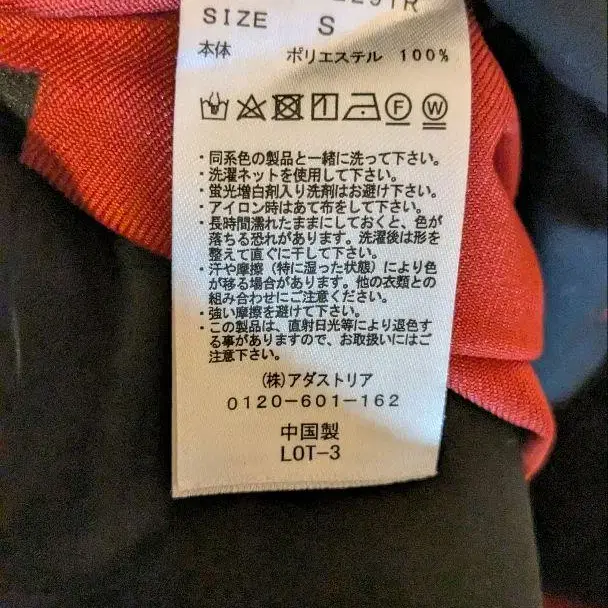 SIZE S
本体 ポリエステル 100%
F W
・同系色の製品と一緒に洗って下さい。
・洗濯ネットを使用して下さい。
・蛍光増白剤入り洗剤はお避け下さい。
・アイロン時はあて布をして下さい。
・長時間濡れたままにしておくと、色が
落ちる恐れがあります。洗濯後は形を
整えて直ぐに干して下さい。
・汗や摩擦（特に湿った状態）により色
が移る場合があります。他の衣類との
組み合わせにご注意ください。
・強い摩擦を避けて下さい。
・この製品は、直射日光等により退色す
る事がありますので、お取扱いにはご
注意下さい。
(株)アダストリア
0120-601-162
中国製
LOT-3